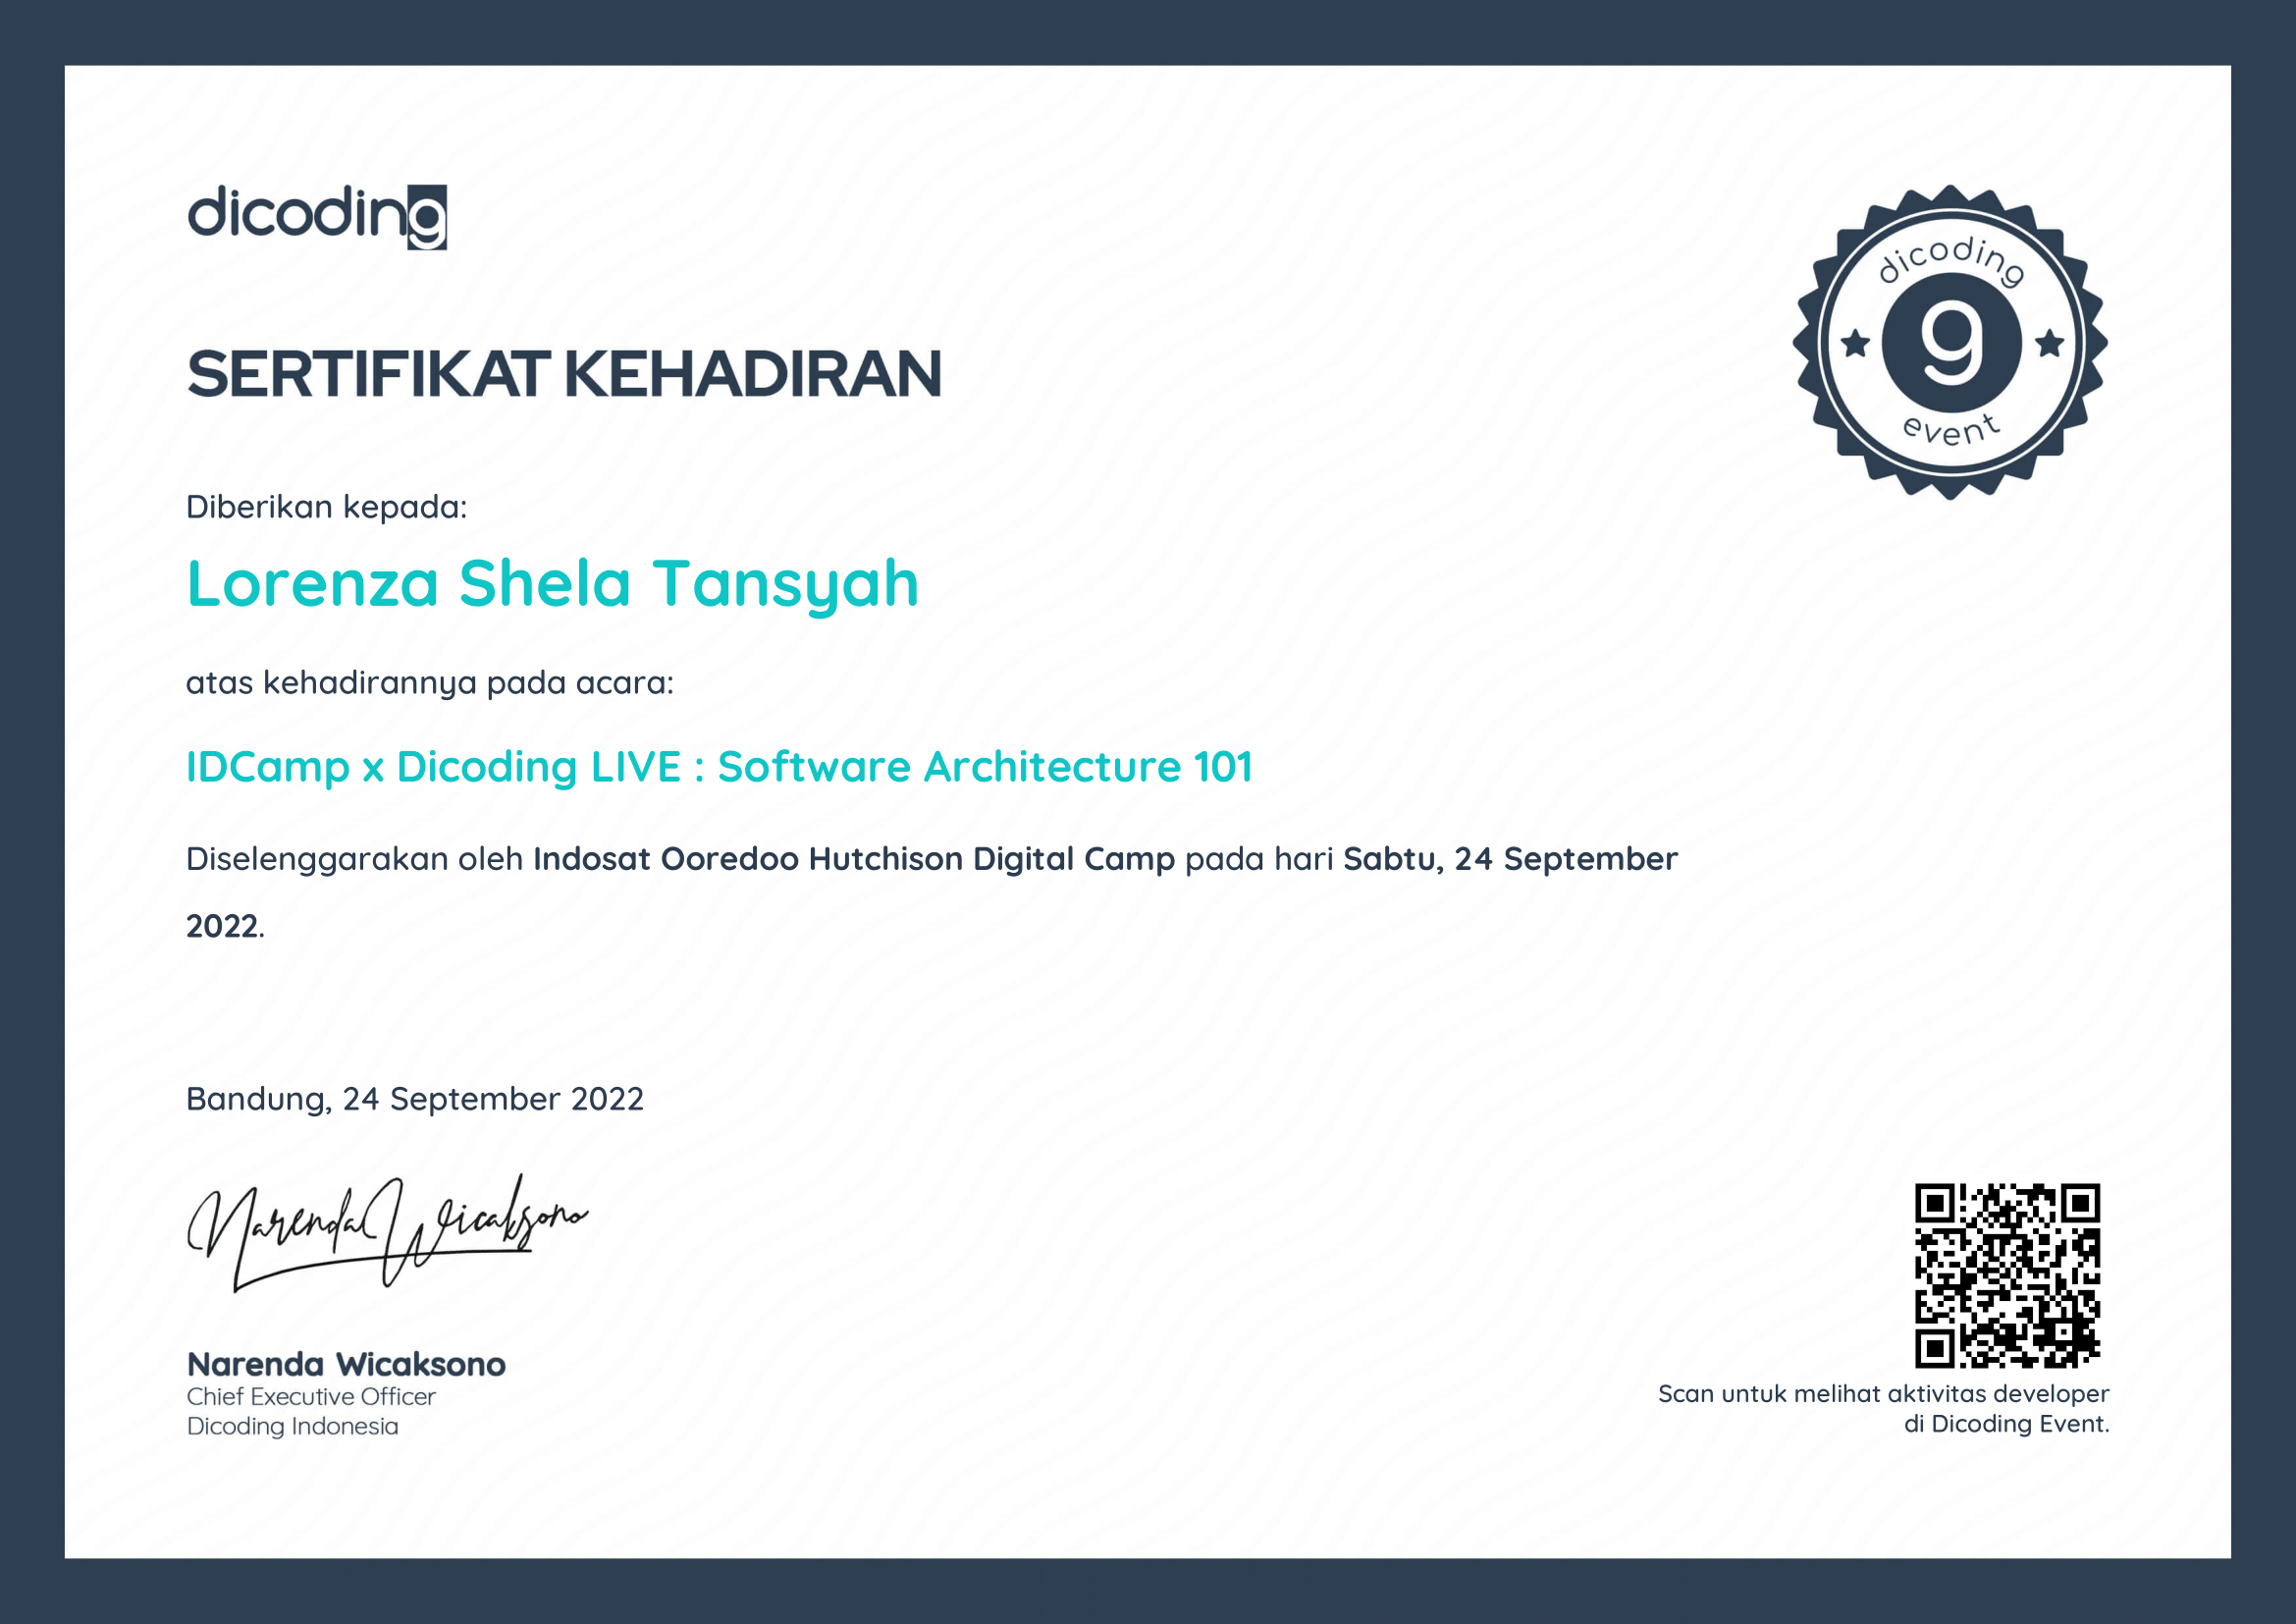 dicoding
dicoding
g
event
SERTIFIKAT KEHADIRAN
Diberikan kepada:
Lorenza Shela Tansyah
atas kehadirannya pada acara:
IDCamp x Dicoding LIVE : Software Architecture 101
Diselenggarakan oleh Indosat Ooredoo Hutchison Digital Camp pada hari Sabtu, 24 September
2022.
Bandung, 24 September 2022
Narenda Wicaksono
Narenda Wicaksono
Chief Executive Officer
Dicoding Indonesia
Scan untuk melihat aktivitas developer
di Dicoding Event.